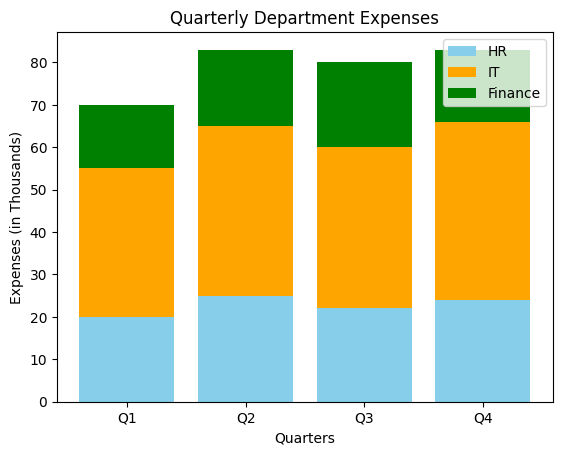 Quarterly Department Expenses
HR
IT
Finance
Expenses (in Thousands)
80
70
60
50
40
30
20
10
0
Q1 Q2 Q3 Q4
Quarters